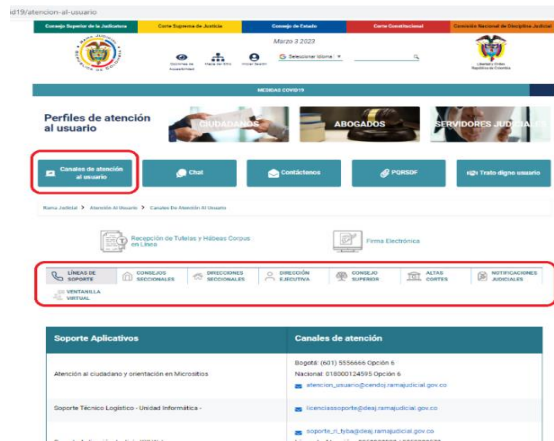 id19/atencion-al-usuario
Consejo Superior de la Judicatura
Corte Suprema de Justicia
Consejo de Estado
Corte Constitucional
Comisión Nacional de Disciplina Judicial
Marzo 3 2023
Seleccionar idioma
MEDIDAS COVID19
Perfiles de atención
al usuario
CIUDADANOS
ABOGADOS
SERVIDORES JUDICIALES
Canales de atención
al usuario
Chat
Contáctenos
PQRSDF
Trato digno usuario
Rama Judicial > Atención Al Usuario > Canales De Atención Al Usuario
Recepción de Tutelas y Hábeas Corpus
en Línea
Firma Electrónica
LÍNEAS DE
SOPORTE
CONSEJOS
SECCIONALES
DIRECCIONES
SECCIONALES
DIRECCIÓN
EJECUTIVA
CONSEJO
SUPERIOR
ALTAS
CORTES
NOTIFICACIONES
JUDICIALES
VENTANILLA
VIRTUAL
Soporte Aplicativos
Canales de atención
Atención al ciudadano y orientación en Micrositios
Bogotá: (601) 5556666 Opción 6
Nacional: 018000124595 Opción 6
atencion_usuario@cendoj.ramajudicial.gov.co
Soporte Técnico Logístico - Unidad Informática -
licenciassoporte@deaj.ramajudicial.gov.co
soporte_ri_tyba@deaj.ramajudicial.gov.co